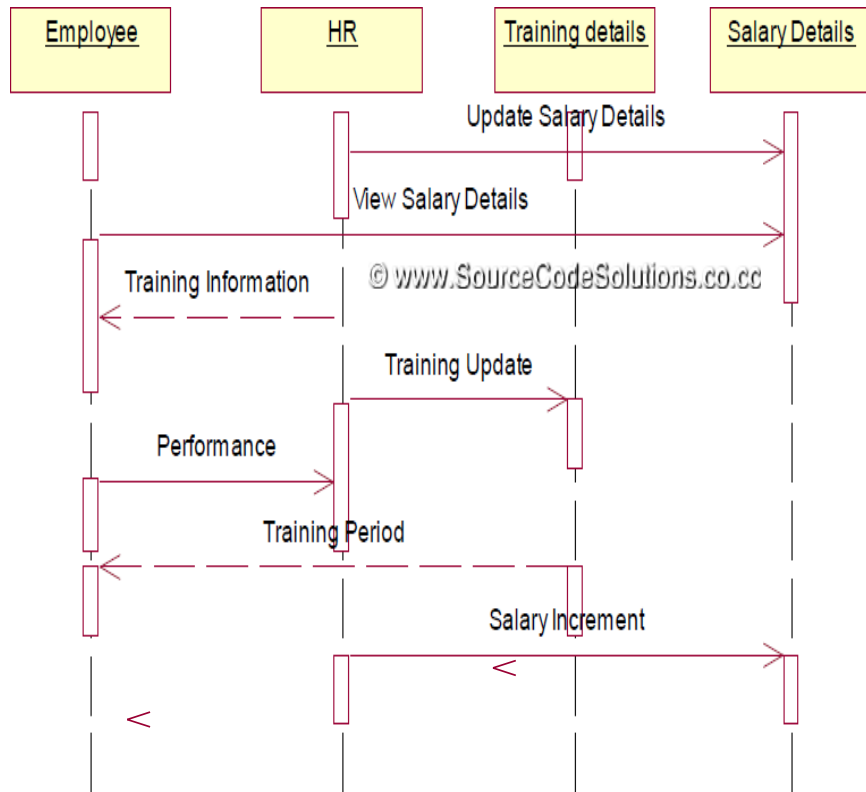 Employee
HR
Training details
Salary Details
Update Salary Details
View Salary Details
Training Information
© www.SourceCodeSolutions.co.cc
Training Update
Performance
Training Period
Salary Increment